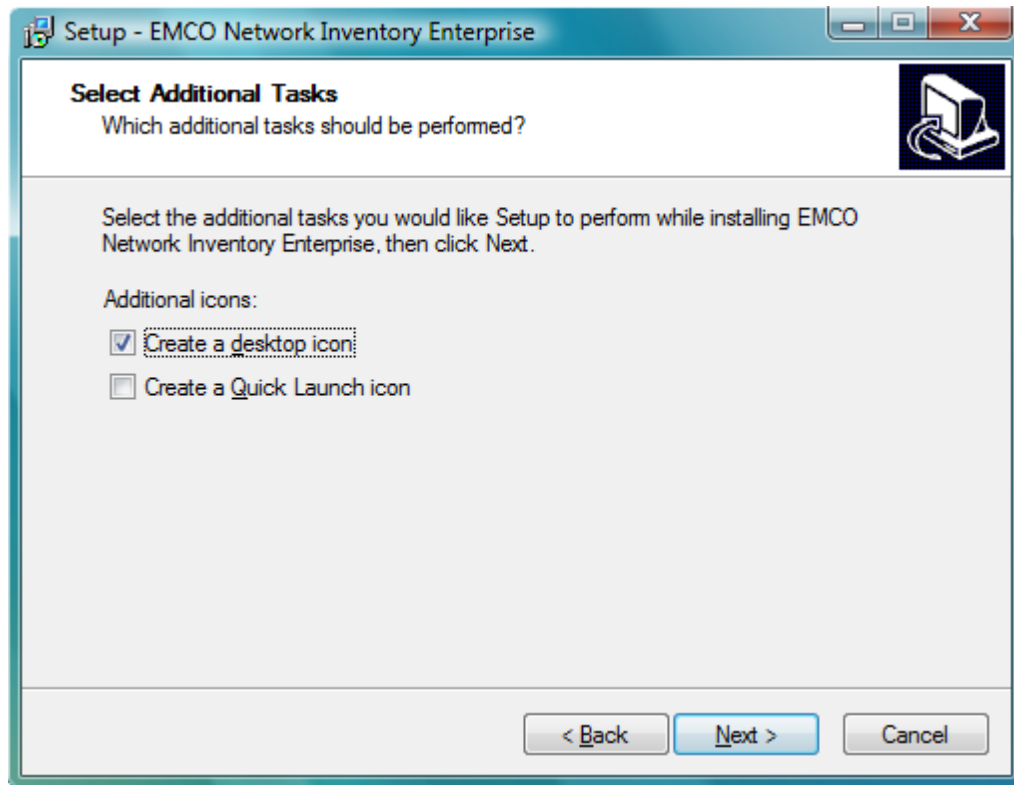 Setup - EMCO Network Inventory Enterprise
Select Additional Tasks
Which additional tasks should be performed?
Select the additional tasks you would like Setup to perform while installing EMCO
Network Inventory Enterprise, then click Next.
Additional icons:
Create a desktop icon
Create a Quick Launch icon
< Back Next > Cancel